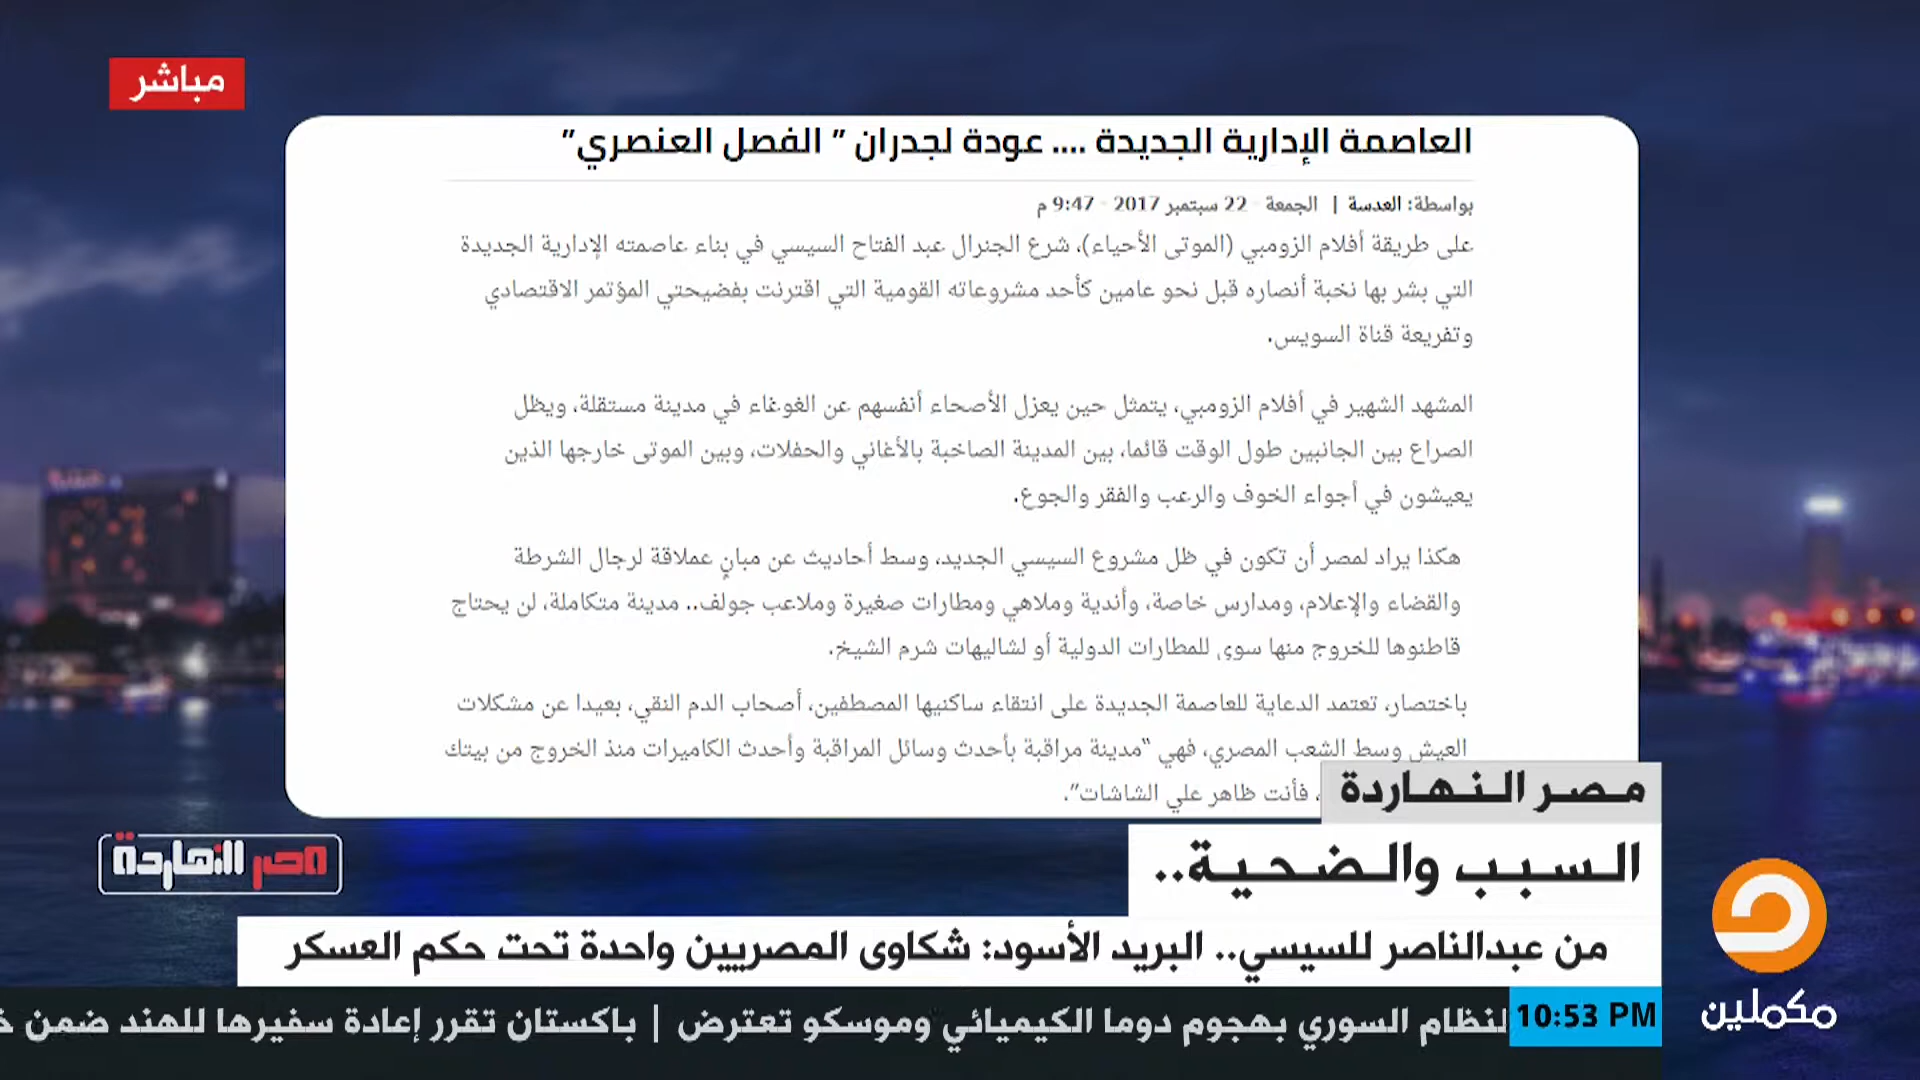 مباشر
العاصمة الإدارية الجديدة .... عودة لجدران ” الفصل العنصري”
بواسطة: العدسة | الجمعة - 22 سبتمبر 2017 - 9:47 م
على طريقة أفلام الزومبي (الموتى الأحياء)، شرع الجنرال عبد الفتاح السيسي في بناء عاصمته الإدارية الجديدة
التي بشر بها نخبة أنصاره قبل نحو عامين كأحد مشروعاته القومية التي اقترنت بفضيحتي المؤتمر الاقتصادي
وتفريعة قناة السويس.
المشهد الشهير في أفلام الزومبي، يتمثل حين يعزل الأصحاء أنفسهم عن الغوغاء في مدينة مستقلة، ويظل
الصراع بين الجانبين طول الوقت قائما، بين المدينة الصاخبة بالأغاني والحفلات، وبين الموتى خارجها الذين
يعيشون في أجواء الخوف والرعب والفقر والجوع.
هكذا يراد لمصر أن تكون في ظل مشروع السيسي الجديد، وسط أحاديث عن مبانٍ عملاقة لرجال الشرطة
والقضاء والإعلام، ومدارس خاصة، وأندية وملاهي ومطارات صغيرة وملاعب جولف.. مدينة متكاملة، لن يحتاج
قاطنوها للخروج منها سوى للمطارات الدولية أو لشاليهات شرم الشيخ.
باختصار، تعتمد الدعاية للعاصمة الجديدة على انتقاء ساكنيها المصطفين، أصحاب الدم النقي، بعيدا عن مشكلات
العيش وسط الشعب المصري، فهي “مدينة مراقبة بأحدث وسائل المراقبة وأحدث الكاميرات منذ الخروج من بيتك
، فأنت ظاهر علي الشاشات”.
مصر النهاردة
السبب والضحية..
مصر النهاردة
من عبدالناصر للسيسي.. البريد الأسود: شكاوى المصريين واحدة تحت حكم العسكر
10:53 PM
لنظام السوري بهجوم دوما الكيميائي وموسكو تعترض | باكستان تقرر إعادة سفيرها للهند ضمن
مكملين